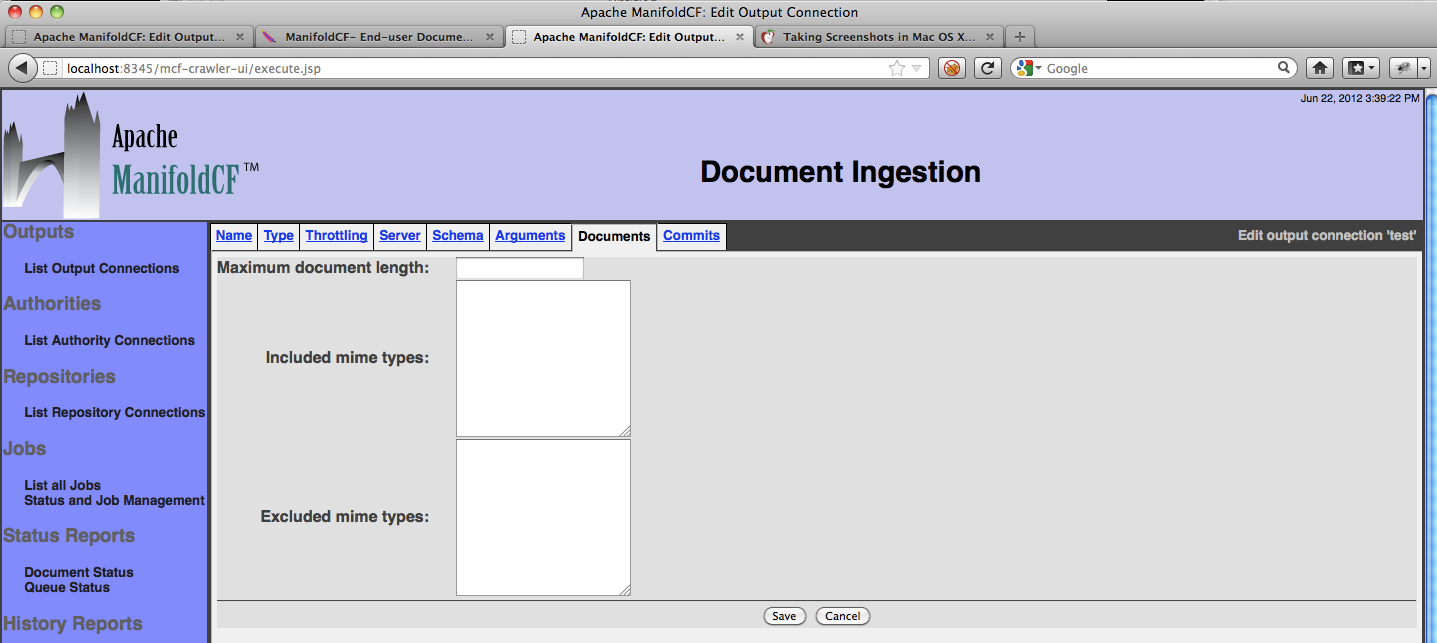 Apache ManifoldCF: Edit Output Connection
Apache ManifoldCF: Edit Output... ManifoldCF- End-user Docume... Apache ManifoldCF: Edit Output... Taking Screenshots in Mac OS X...
localhost:8345/mcf-crawler-ui/execute.jsp Google
Jun 22, 2012 3:39:22 PM
Apache
ManifoldCF™
Document Ingestion
Outputs
List Output Connections
Authorities
List Authority Connections
Repositories
List Repository Connections
Jobs
List all Jobs
Status and Job Management
Status Reports
Document Status
Queue Status
History Reports
Name Type Throttling Server Schema Arguments Documents Commits Edit output connection 'test'
Maximum document length:
Included mime types:
Excluded mime types:
Save Cancel